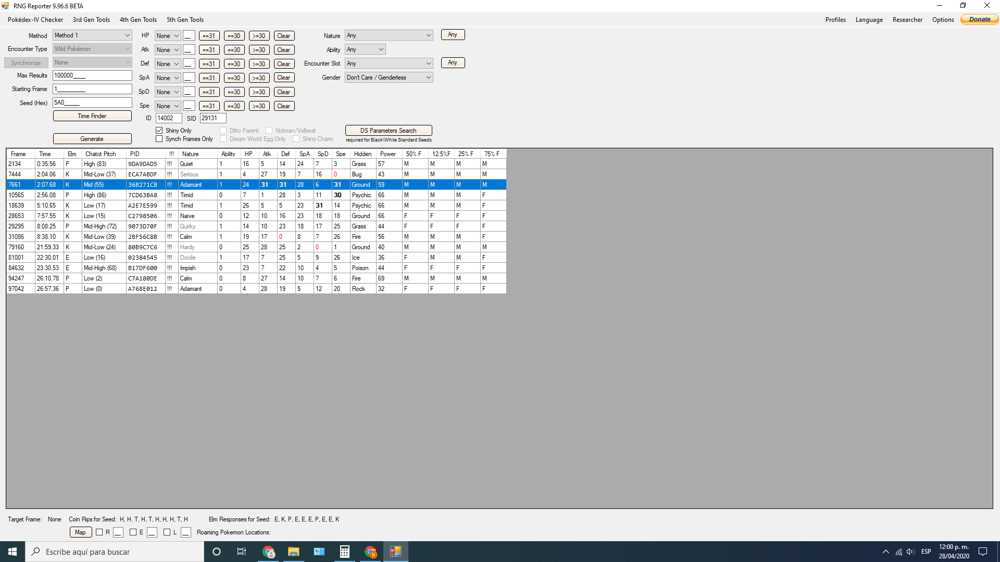 RNG Reporter 9.96.6 BETA
Pokédex-IV Checker 3rd Gen Tools 4th Gen Tools 5th Gen Tools Profiles Language Researcher Options Donate
Method Method 1 HP None __ ==31 ==30 >=30 Clear Nature Any Any
Encounter Type Wild Pokémon Atk None __ ==31 ==30 >=30 Clear Ability Any
Synchronize None Def None __ ==31 ==30 >=30 Clear Encounter Slot Any Any
Max Results 100000____ SpA None __ ==31 ==30 >=30 Clear Gender Don't Care / Genderless
Starting Frame 1_________ SpD None __ ==31 ==30 >=30 Clear
Seed (Hex) 5A0_____ Spe None __ ==31 ==30 >=30 Clear
Time Finder ID 14002 SID 29131
Shiny Only Ditto Parent Nidoran/Volbeat DS Parameters Search
Generate Synch Frames Only Dream World Egg Only Shiny Charm required for Black\White Standard Seeds
Frame Time Elm Chatot Pitch PID !!! Nature Ability HP Atk Def SpA SpD Spe Hidden Power 50% F 12.5%F 25% F 75% F
2134 0:35.56 P High (83) 9DA9DAD5 !!! Quiet 1 16 5 14 24 7 3 Grass 57 M M M M
7444 2:04.06 K Mid-Low (37) ECA7ABDF !!! Serious 1 4 27 19 7 16 0 Bug 43 M M M M
7661 2:07.68 K Mid (55) 36B271CB !!! Adamant 1 24 31 31 28 6 31 Ground 59 M M M M
10565 2:56.08 P High (86) 7CD63BA8 !!! Timid 0 7 1 28 3 11 30 Psychic 66 M M M F
18639 5:10.65 K Low (17) A2E7E599 !!! Timid 1 26 5 5 23 31 14 Psychic 66 M M M F
28653 7:57.55 K Low (15) C2798506 !!! Naive 0 12 10 16 23 18 18 Ground 66 F F F F
29295 8:08.25 P Mid-High (72) 9073D70F !!! Quirky 1 14 10 23 18 17 25 Grass 44 F F F F
31086 8:38.10 K Mid-Low (39) 2BF56C8B !!! Calm 1 19 17 0 8 7 26 Fire 56 M M M F
79160 21:59.33 K Mid-Low (24) 80B9C7C6 !!! Hardy 0 25 28 25 2 0 1 Ground 40 M M M M
81001 22:30.01 E Low (16) 02384545 !!! Docile 1 17 7 25 5 9 26 Ice 36 F M M F
84632 23:30.53 E Mid-High (68) B17DF600 !!! Impish 0 23 7 22 10 4 5 Poison 44 F F F F
94247 26:10.78 P Low (2) C7A180DE !!! Calm 0 8 27 14 10 7 6 Fire 69 M M M M
97042 26:57.36 P Low (0) A768E012 !!! Adamant 0 4 28 19 5 12 20 Rock 32 F F F F
Target Frame: None Coin Flips for Seed: H, H, T, H, T, H, H, H, T, H Elm Responses for Seed: E, K, P, E, E, E, P, E, E, K
Map R __ E __ L __ Roaming Pokemon Locations:
Escribe aquí para buscar N ESP 12:00 p. m.
28/04/2020